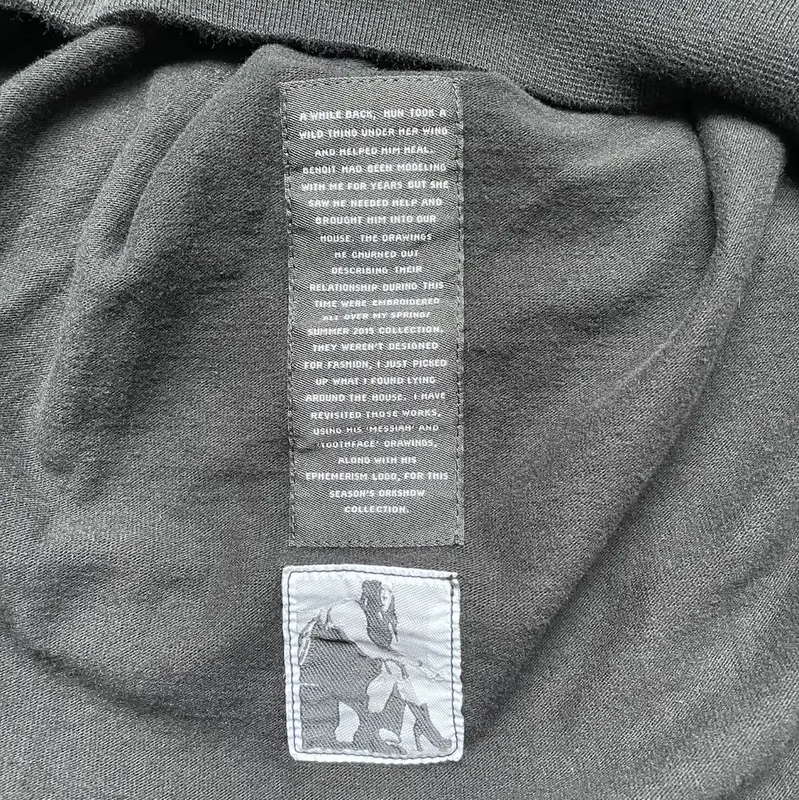 A WHILE BACK, HUN TOOK A
WILD THING UNDER HER WING
AND HELPED HIM HEAL.
BENOIT HAD BEEN MODELING
WITH ME FOR YEARS BUT SHE
SAW HE NEEDED HELP AND
BROUGHT HIM INTO OUR
HOUSE. THE DRAWINGS
HE CHURNED OUT
DESCRIBING THEIR
RELATIONSHIP DURING THIS
TIME WERE EMBROIDERED
ALL OVER MY SPRING/
SUMMER 2015 COLLECTION.
THEY WEREN'T DESIGNED
FOR FASHION, I JUST PICKED
UP WHAT I FOUND LYING
AROUND THE HOUSE. I HAVE
REVISITED THOSE WORKS,
USING HIS 'MESSIAH' AND
'TOOTHFACE' DRAWINGS,
ALONG WITH HIS
EPHEMERISM LOGO, FOR THIS
SEASON'S DRKSHDW
COLLECTION.